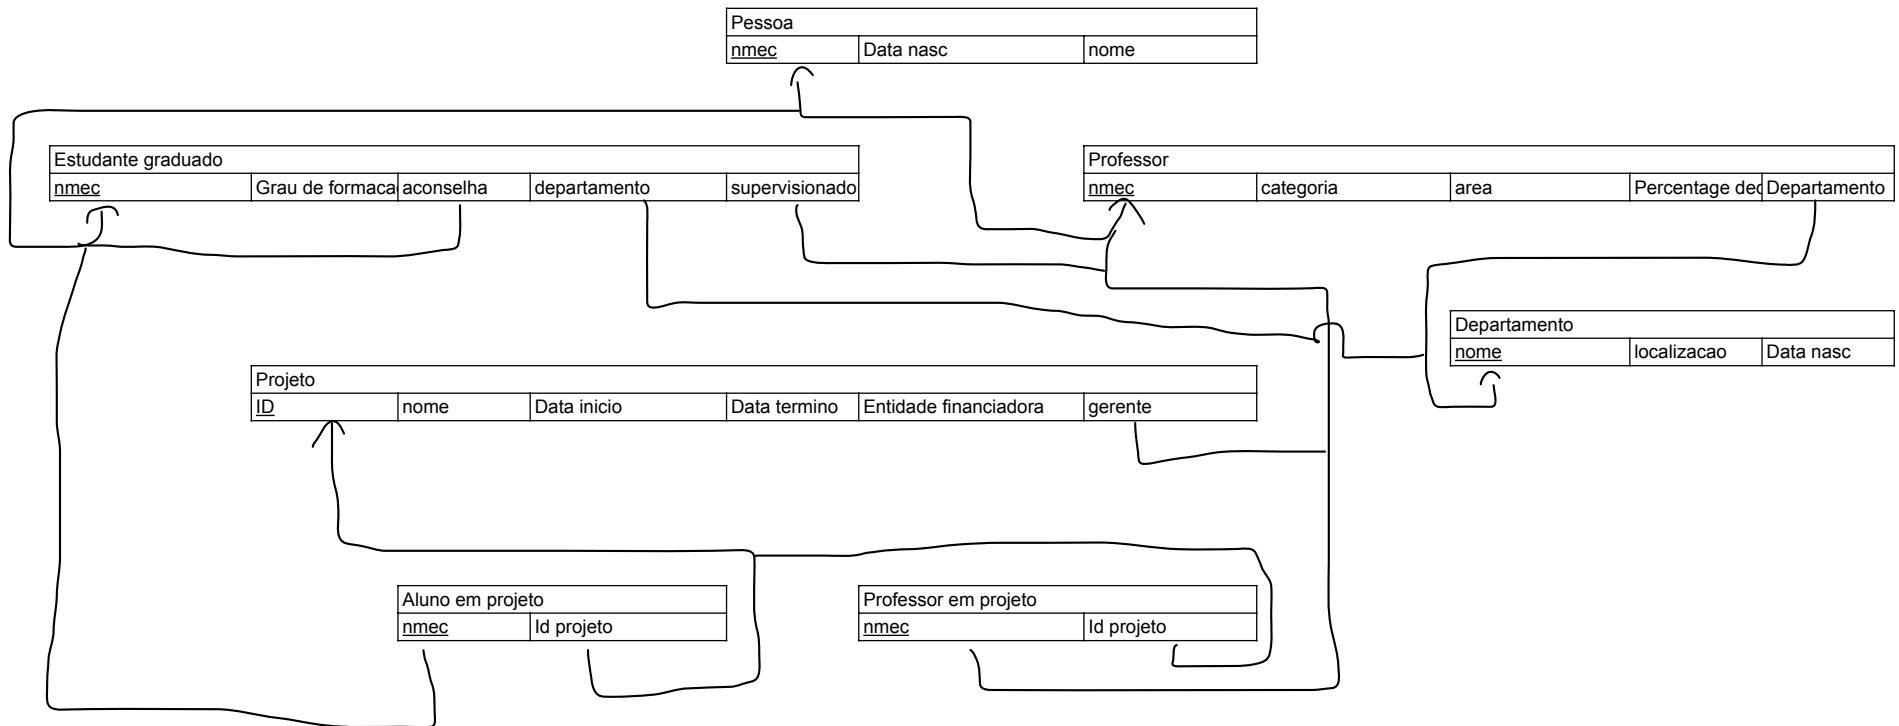 Pessoa
nmec Data nasc nome
Estudante graduado
nmec Grau de formaca aconselha departamento supervisionado
Professor
nmec categoria area Percentage dec Departamento
Departamento
nome localizacao Data nasc
Projeto
ID nome Data inicio Data termino Entidade financiadora gerente
Aluno em projeto
nmec Id projeto
Professor em projeto
nmec Id projeto